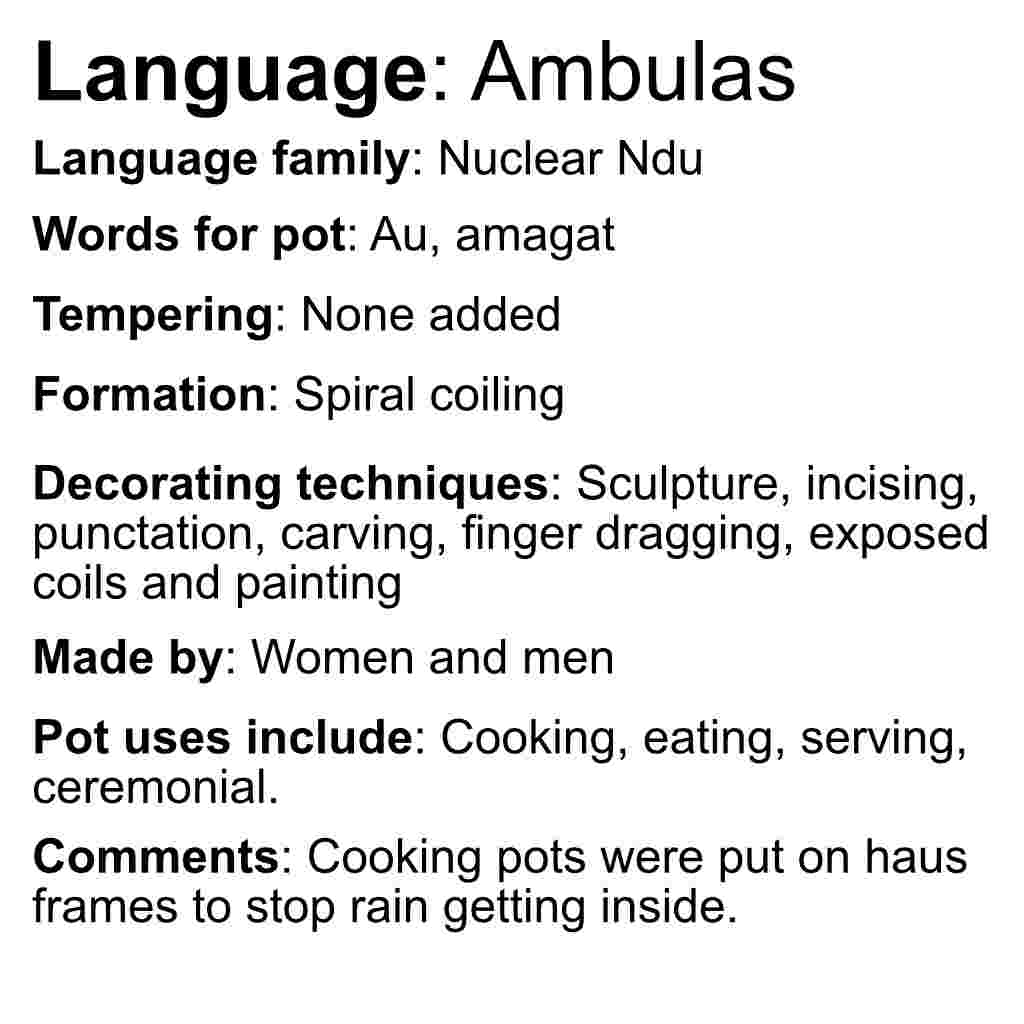 Language: Ambulas
Language family: Nuclear Ndu
Words for pot: Au, amagat
Tempering: None added
Formation: Spiral coiling
Decorating techniques: Sculpture, incising,
punctation, carving, finger dragging, exposed
coils and painting
Made by: Women and men
Pot uses include: Cooking, eating, serving,
ceremonial.
Comments: Cooking pots were put on haus
frames to stop rain getting inside.